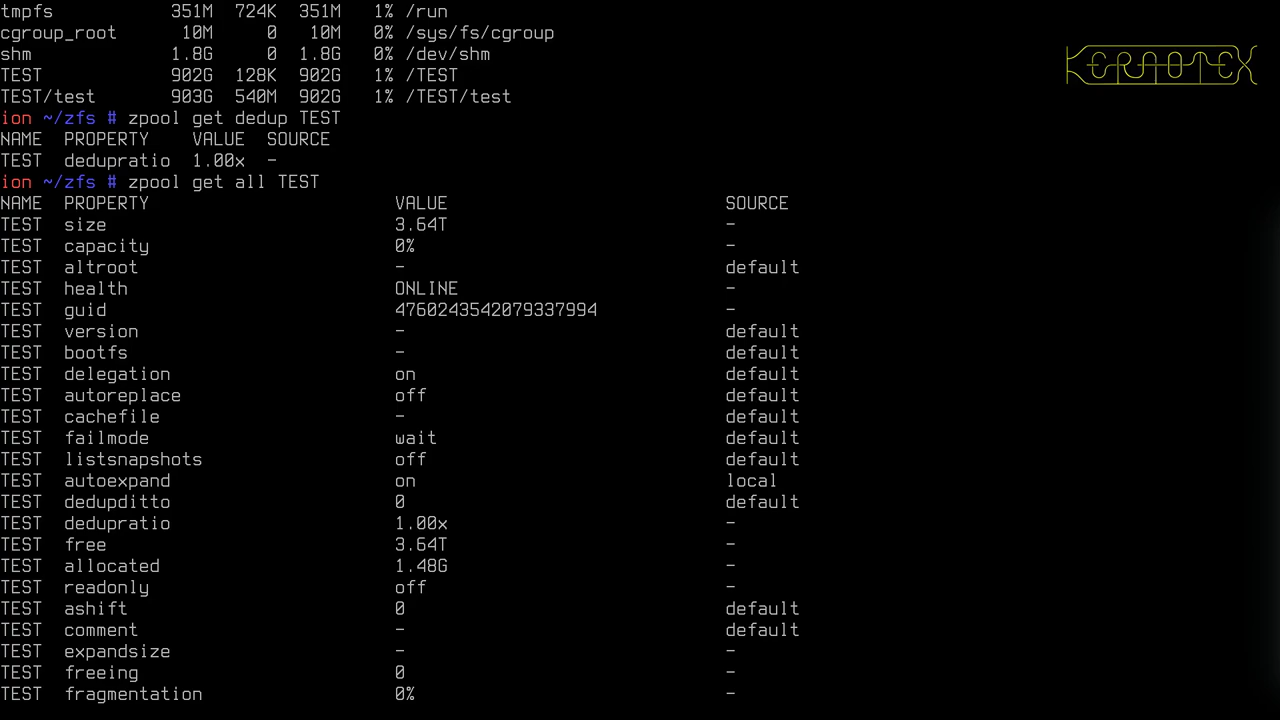 tmpfs 351M 724K 351M 1% /run
cgroup_root 10M 0 10M 0% /sys/fs/cgroup
shm 1.8G 0 1.8G 0% /dev/shm
TEST 902G 128K 902G 1% /TEST
TEST/test 903G 540M 902G 1% /TEST/test
ion ~/zfs # zpool get dedup TEST
NAME PROPERTY VALUE SOURCE
TEST dedupratio 1.00x -
ion ~/zfs # zpool get all TEST
NAME PROPERTY VALUE SOURCE
TEST size 3.64T -
TEST capacity 0% -
TEST altroot - default
TEST health ONLINE -
TEST guid 4760243542079337994 -
TEST version - default
TEST bootfs - default
TEST delegation on default
TEST autoreplace off default
TEST cachefile - default
TEST failmode wait default
TEST listsnapshots off default
TEST autoexpand on local
TEST dedupditto 0 default
TEST dedupratio 1.00x -
TEST free 3.64T -
TEST allocated 1.48G -
TEST readonly off -
TEST ashift 0 default
TEST comment - default
TEST expandsize - -
TEST freeing 0 -
TEST fragmentation 0% -